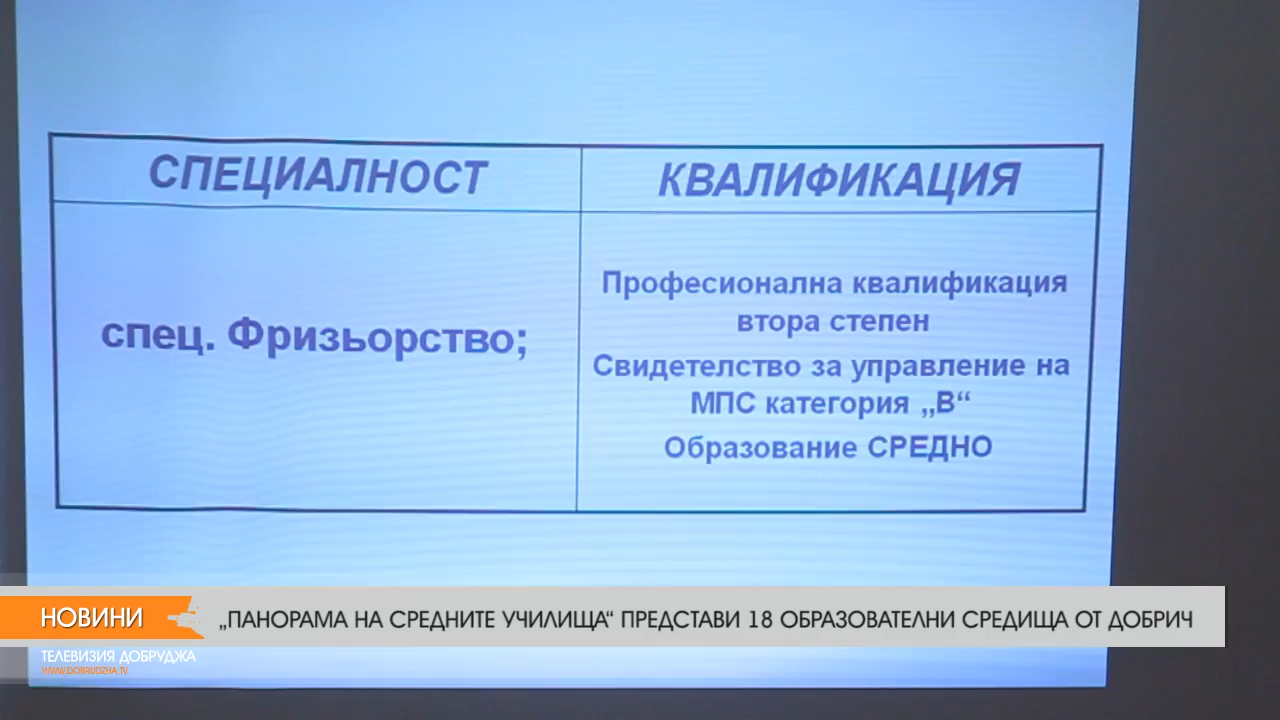 СПЕЦИАЛНОСТ
КВАЛИФИКАЦИЯ
спец. Фризьорство;
Професионална квалификация
втора степен
Свидетелство за управление на
МПС категория „В“
Образование СРЕДНО
НОВИНИ
„ПАНОРАМА НА СРЕДНИТЕ УЧИЛИЩА“ ПРЕДСТАВИ 18 ОБРАЗОВАТЕЛНИ СРЕДИЩА ОТ ДОБРИЧ
ТЕЛЕВИЗИЯ ДОБРУДЖА
WWW.DOBRUDZHA.TV